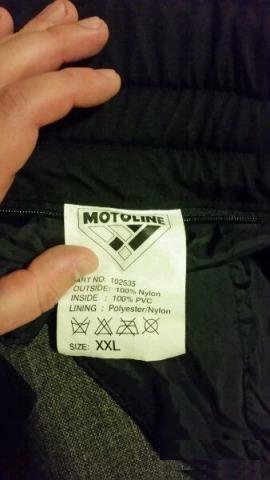 MOTOLINE
ART NO: 102535
OUTSIDE: 100% Nylon
INSIDE : 100% PVC
LINING : Polyester/Nylon
SIZE: XXL